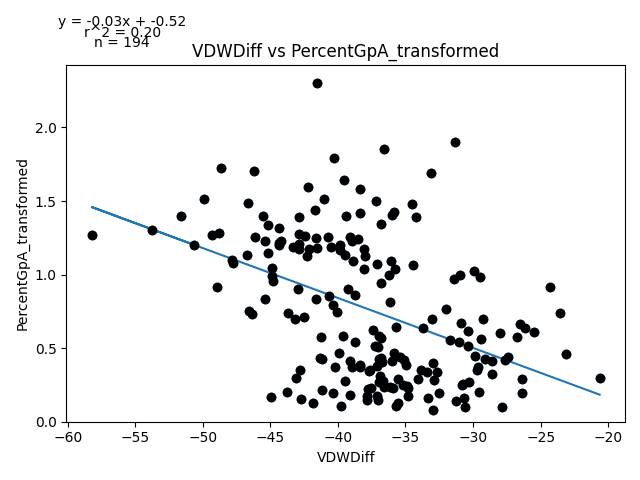 y = -0.03x + -0.52
r^2 = 0.20
n = 194
VDWDiff vs PercentGpA_transformed
PercentGpA_transformed
2.0
1.5
1.0
0.5
0.0
−60
−55
−50
−45
−40
−35
−30
−25
−20
VDWDiff